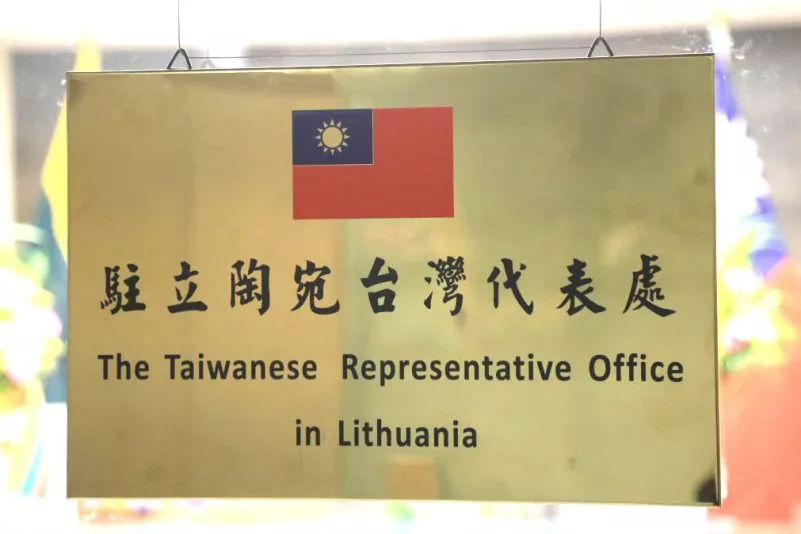 駐立陶宛台灣代表處
The Taiwanese Representative Office
in Lithuania